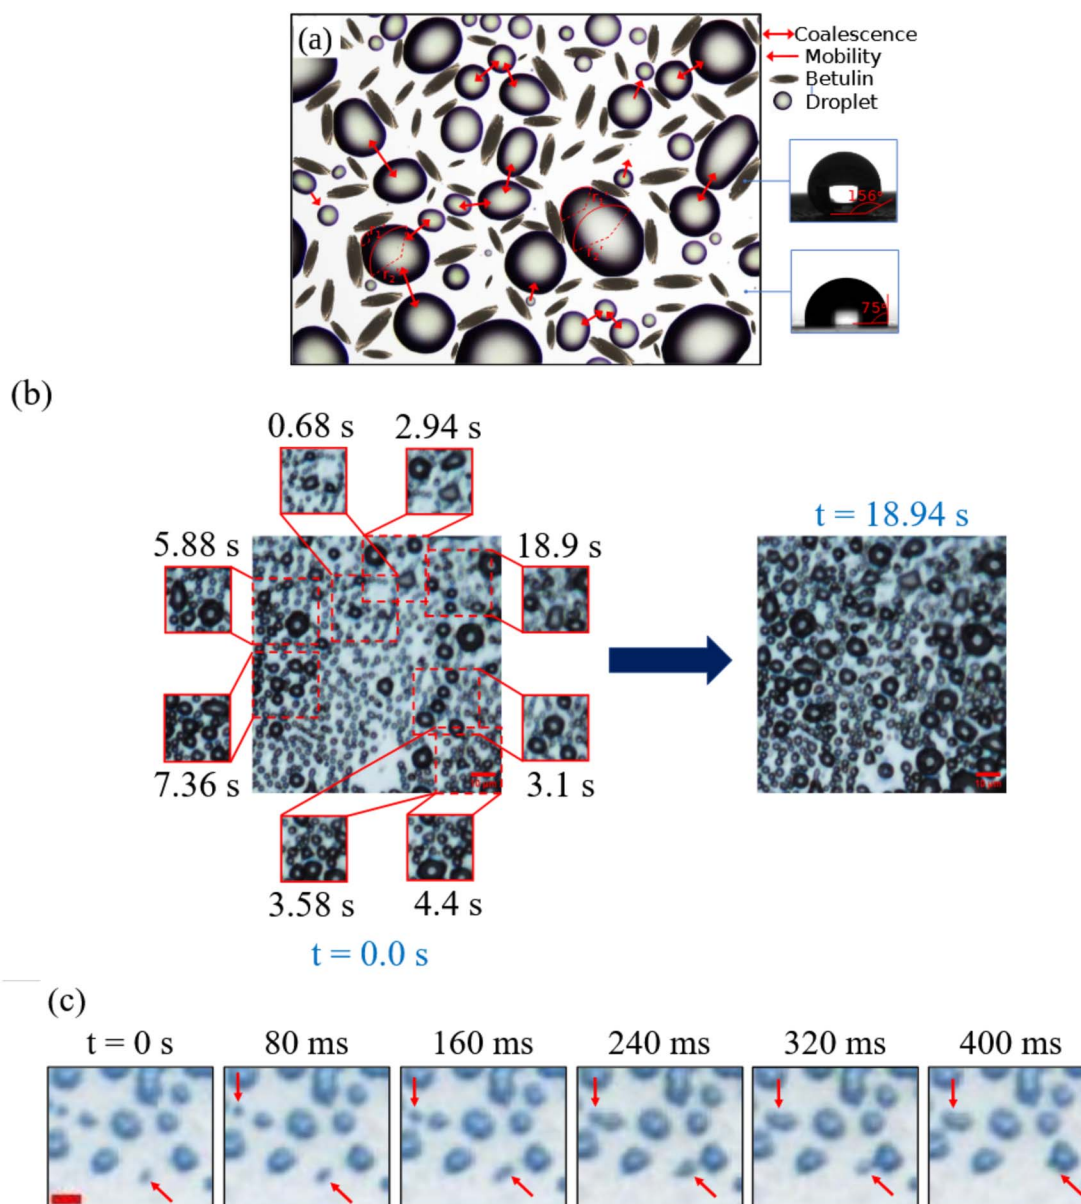 (a)
Coalescence
Mobility
Betulin
Droplet
156°
75°
(b)
0.68 s
2.94 s
t = 18.94 s
5.88 s
18.9 s
7.36 s
3.1 s
3.58 s
4.4 s
t = 0.0 s
(c)
t = 0 s
80 ms
160 ms
240 ms
320 ms
400 ms